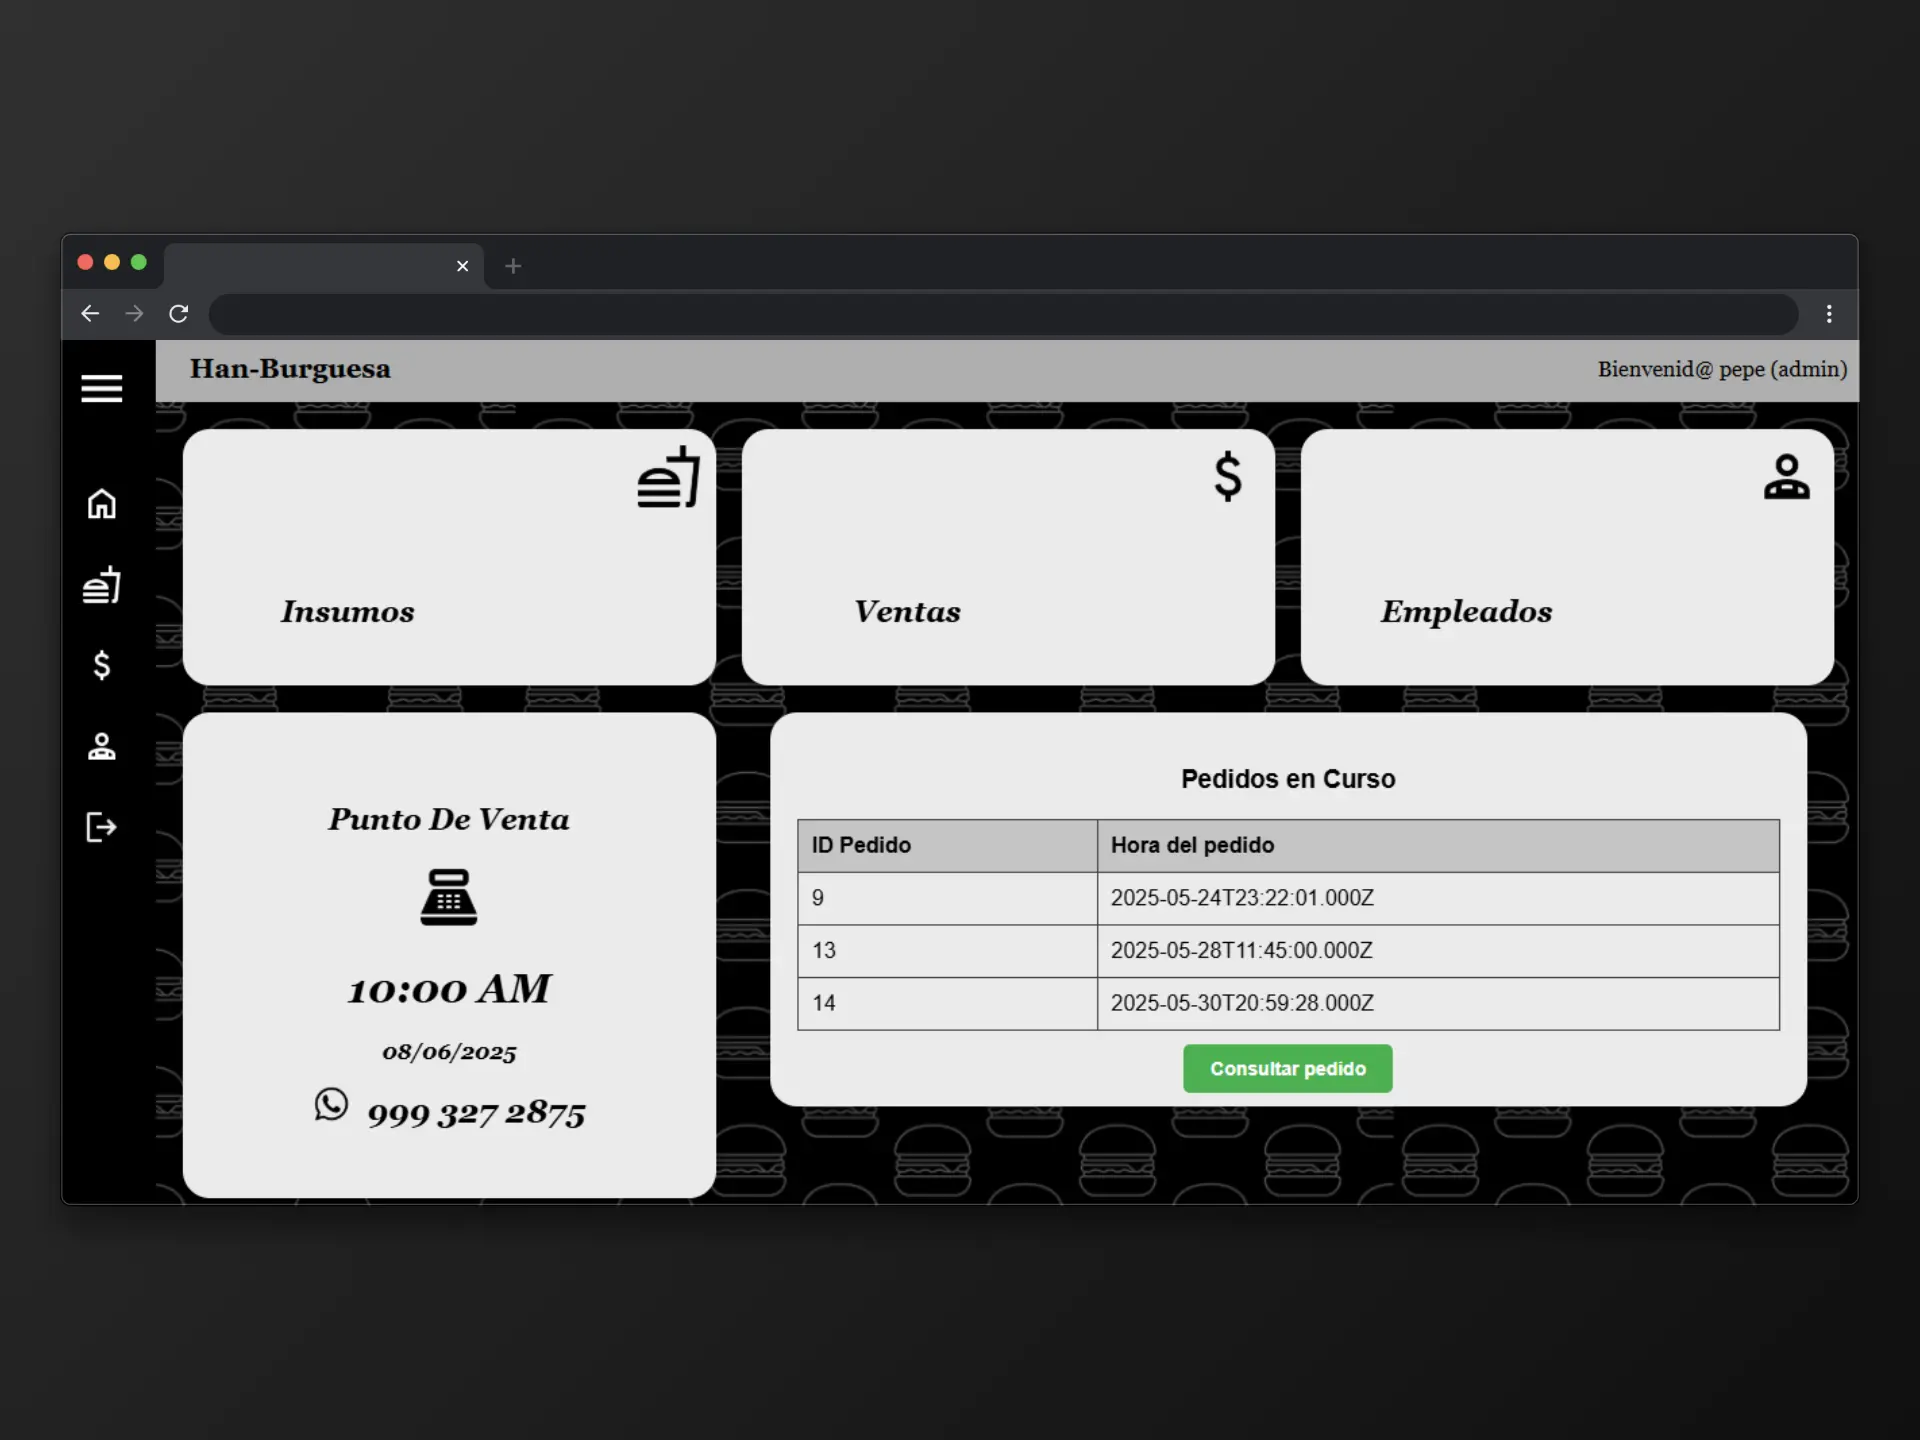 Han-Burguesa
Bienvenid@ pepe (admin)
Insumos
Ventas
Empleados
Punto De Venta
10:00 AM
08/06/2025
999 327 2875
Pedidos en Curso
ID Pedido Hora del pedido
9 2025-05-24T23:22:01.000Z
13 2025-05-28T11:45:00.000Z
14 2025-05-30T20:59:28.000Z
Consultar pedido